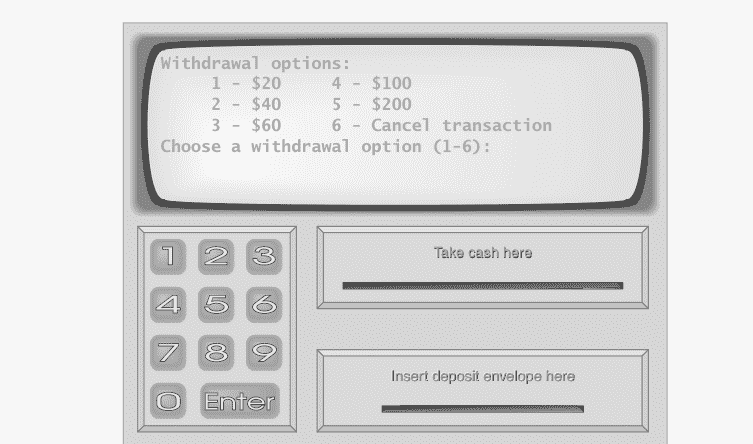 Withdrawal options:
1 - $20 4 - $100
2 - $40 5 - $200
3 - $60 6 - Cancel transaction
Choose a withdrawal option (1-6):
1 2 3
4 5 6
7 8 9
0 Enter
Take cash here
Insert deposit envelope here